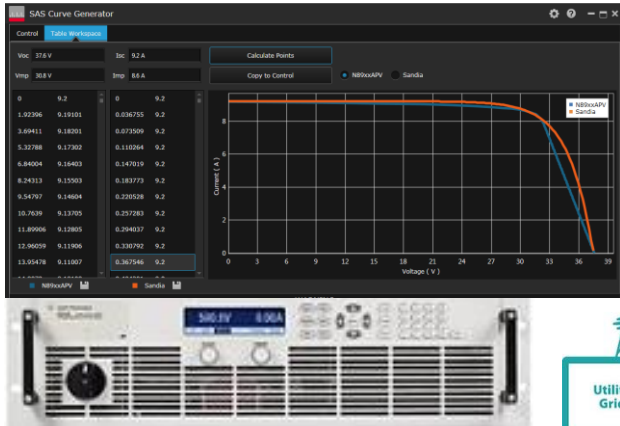 SAS Curve Generator
Control Table Workspace
Voc 37.6 V Isc 9.2 A Calculate Points
Vmp 30.8 V Imp 8.6 A Copy to Control N89xxAPV Sandia
0 9.2 0 9.2
1.92396 9.19101 0.036755 9.2
3.69411 9.18201 0.073509 9.2
5.32788 9.17302 0.110264 9.2
6.84004 9.16403 0.147019 9.2
8.24313 9.15503 0.183773 9.2
9.54797 9.14604 0.220528 9.2
10.7639 9.13705 0.257283 9.2
11.89906 9.12805 0.294037 9.2
12.96059 9.11906 0.330792 9.2
13.95478 9.11007 0.367546 9.2
N89xxAPV Sandia
N89xxAPV
Sandia
Current ( A )
8
6
4
2
0
0 3 6 9 12 15 18 21 24 27 30 33 36 39
Voltage ( V )
500.0V 0.00A